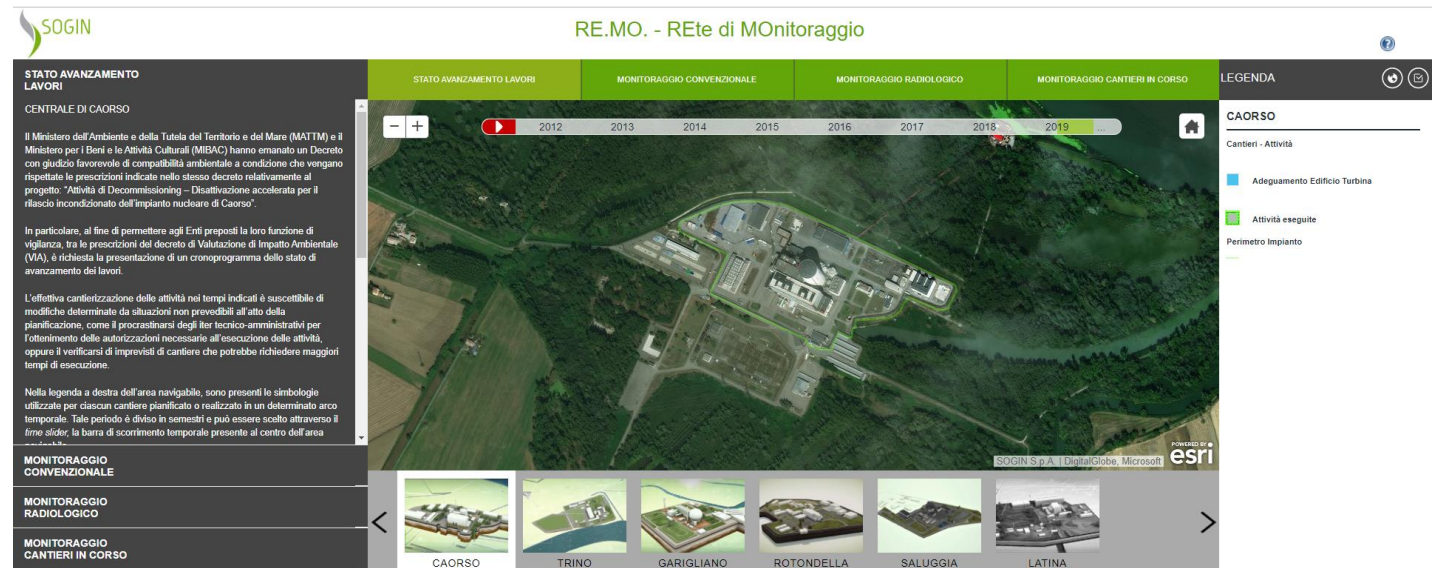 SOGIN
RE.MO. - REte di MOnitoraggio
STATO AVANZAMENTO
LAVORI
CENTRALE DI CAORSO
Il Ministero dell'Ambiente e della Tutela del Territorio e del Mare (MATTM) e il
Ministero per i Beni e le Attività Culturali (MIBAC) hanno emanato un Decreto
con giudizio favorevole di compatibilità ambientale a condizione che vengano
rispettate le prescrizioni indicate nello stesso decreto relativamente al
progetto: "Attività di Decommissioning – Disattivazione accelerata per il
rilascio incondizionato dell'impianto nucleare di Caorso".
In particolare, al fine di permettere agli Enti preposti la loro funzione di
vigilanza, tra le prescrizioni del decreto di Valutazione di Impatto Ambientale
(VIA), è richiesta la presentazione di un cronoprogramma dello stato di
avanzamento dei lavori.
L'effettiva cantierizzazione delle attività nei tempi indicati è suscettibile di
modifiche determinate da situazioni non prevedibili all'atto della
pianificazione, come il procrastinarsi degli iter tecnico-amministrativi per
l'ottenimento delle autorizzazioni necessarie all'esecuzione delle attività,
oppure il verificarsi di imprevisti di cantiere che potrebbe richiedere maggiori
tempi di esecuzione.
Nella legenda a destra dell'area navigabile, sono presenti le simbologie
utilizzate per ciascun cantiere pianificato o realizzato in un determinato arco
temporale. Tale periodo è diviso in semestri e può essere scelto attraverso il
time slider, la barra di scorrimento temporale presente al centro dell'area
MONITORAGGIO
CONVENZIONALE
MONITORAGGIO
RADIOLOGICO
MONITORAGGIO
CANTIERI IN CORSO
STATO AVANZAMENTO LAVORI
MONITORAGGIO CONVENZIONALE
MONITORAGGIO RADIOLOGICO
MONITORAGGIO CANTIERI IN CORSO
− +
2012 2013 2014 2015 2016 2017 2018 2019 ...
SOGIN S.p.A. | DigitalGlobe, Microsoft
POWERED BY
esri
CAORSO
TRINO
GARIGLIANO
ROTONDELLA
SALUGGIA
LATINA
?
LEGENDA
CAORSO
Cantieri - Attività
Adeguamento Edificio Turbina
Attività eseguite
Perimetro Impianto